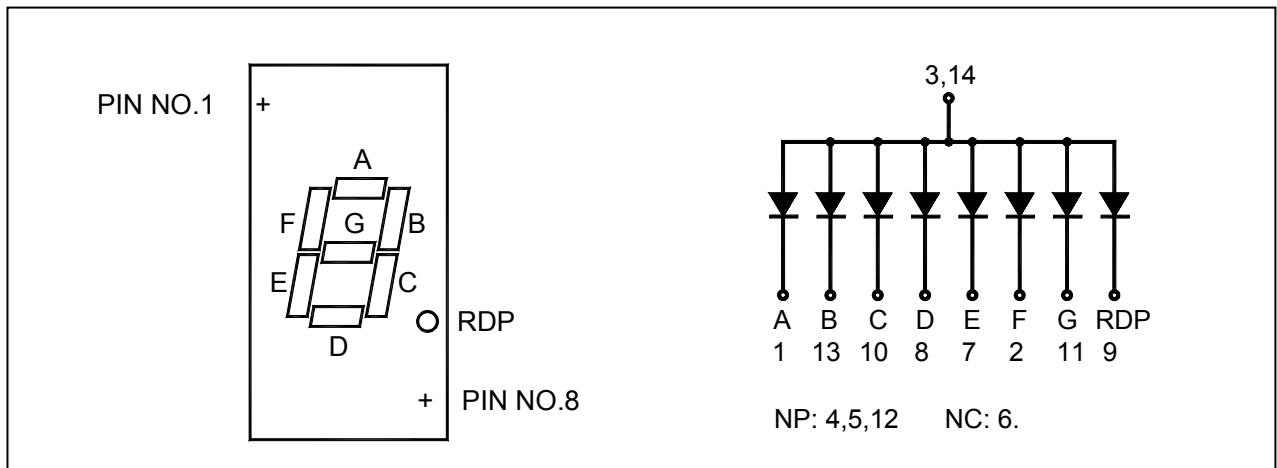 PIN NO.1
+
A
F
G
B
E
C
RDP
D
+
PIN NO.8
3,14
A B C D E F G RDP
1 13 10 8 7 2 11 9
NP: 4,5,12 NC: 6.